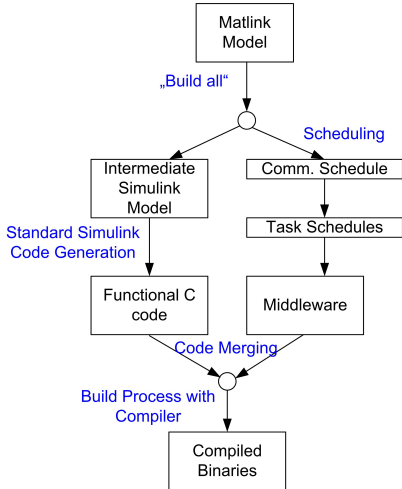 Matlink
Model
„Build all“
Scheduling
Intermediate
Simulink
Model
Comm. Schedule
Task Schedules
Standard Simulink
Code Generation
Functional C
code
Middleware
Code Merging
Build Process with
Compiler
Compiled
Binaries